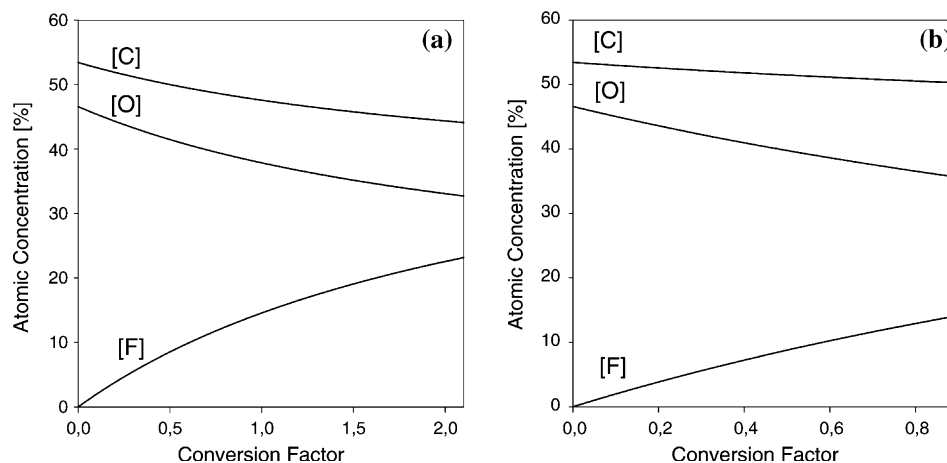 60
50
40
30
20
10
0
Atomic Concentration [%]
[C]
[O]
[F]
(a)
0,0 0,5 1,0 1,5 2,0
Conversion Factor
60
50
40
30
20
10
0
Atomic Concentration [%]
[C]
[O]
[F]
(b)
0,0 0,2 0,4 0,6 0,8
Conversion Factor